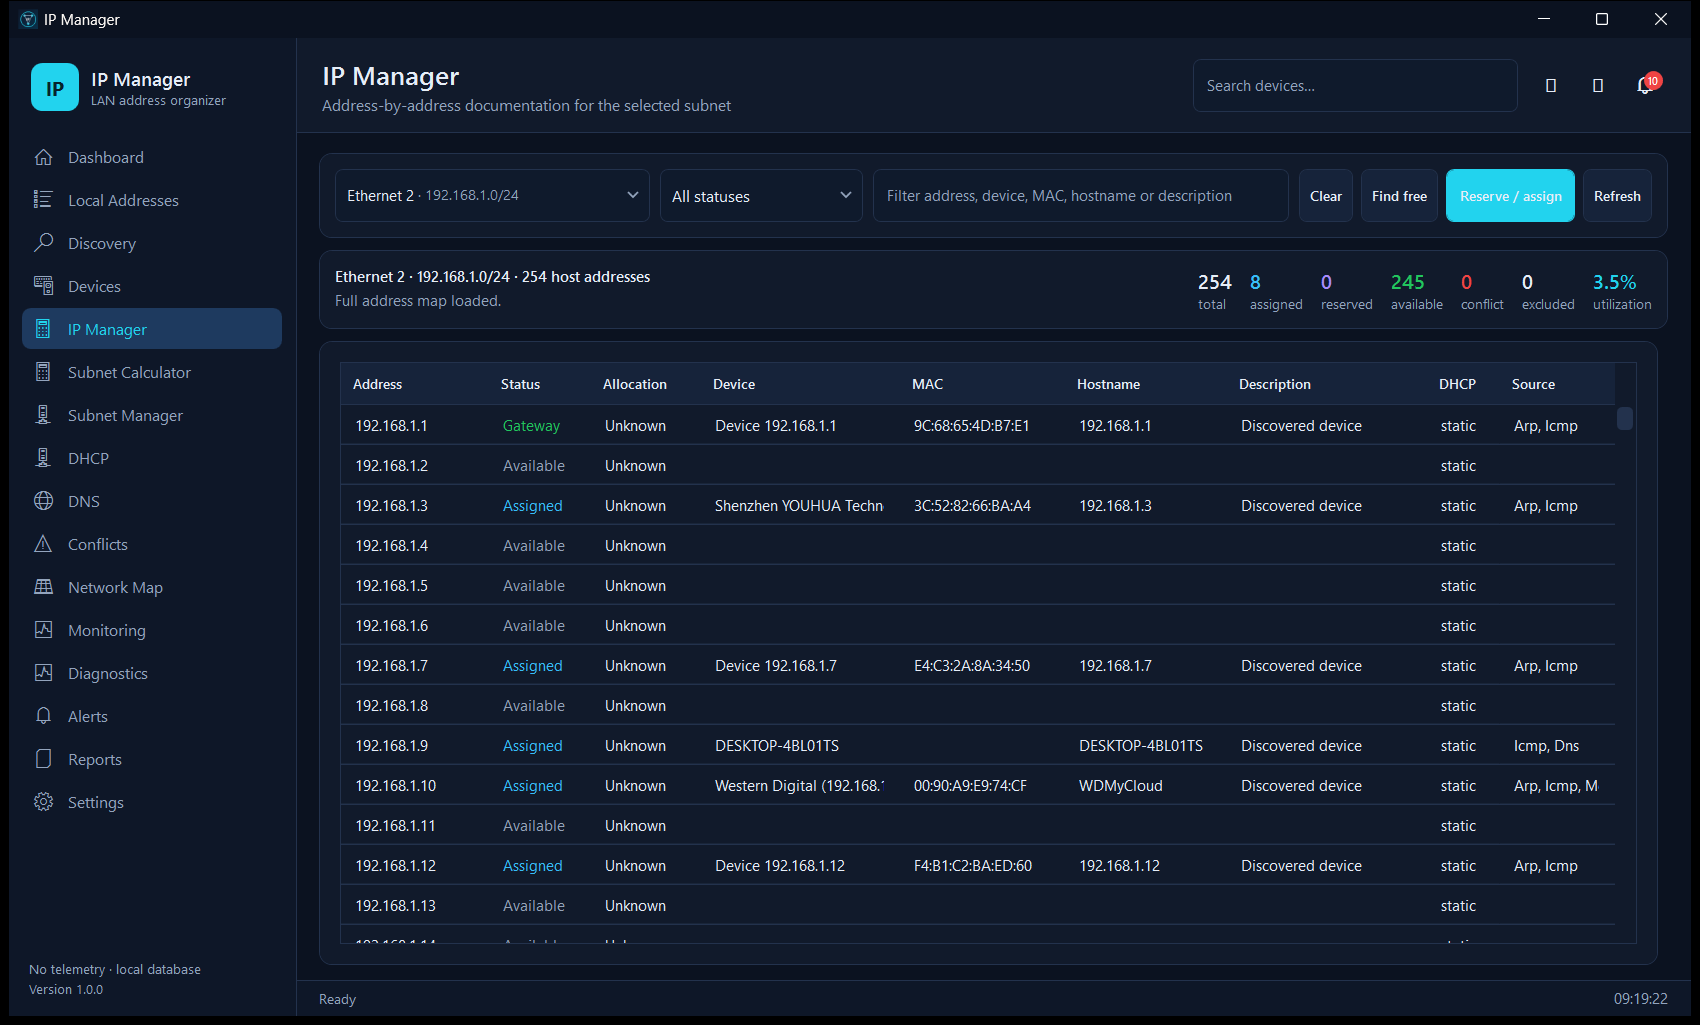 IP Manager
IP
IP Manager
LAN address organizer
Dashboard
Local Addresses
Discovery
Devices
IP Manager
Subnet Calculator
Subnet Manager
DHCP
DNS
Conflicts
Network Map
Monitoring
Diagnostics
Alerts
Reports
Settings
No telemetry · local database
Version 1.0.0
IP Manager
Address-by-address documentation for the selected subnet
Search devices...
10
Ethernet 2 · 192.168.1.0/24
All statuses
Filter address, device, MAC, hostname or description
Clear
Find free
Reserve / assign
Refresh
Ethernet 2 · 192.168.1.0/24 · 254 host addresses
Full address map loaded.
254 8 0 245 0 0 3.5%
total assigned reserved available conflict excluded utilization
Address Status Allocation Device MAC Hostname Description DHCP Source
192.168.1.1 Gateway Unknown Device 192.168.1.1 9C:68:65:4D:B7:E1 192.168.1.1 Discovered device static Arp, Icmp
192.168.1.2 Available Unknown static
192.168.1.3 Assigned Unknown Shenzhen YOUHUA Techn 3C:52:82:66:BA:A4 192.168.1.3 Discovered device static Arp, Icmp
192.168.1.4 Available Unknown static
192.168.1.5 Available Unknown static
192.168.1.6 Available Unknown static
192.168.1.7 Assigned Unknown Device 192.168.1.7 E4:C3:2A:8A:34:50 192.168.1.7 Discovered device static Arp, Icmp
192.168.1.8 Available Unknown static
192.168.1.9 Assigned Unknown DESKTOP-4BL01TS DESKTOP-4BL01TS Discovered device static Icmp, Dns
192.168.1.10 Assigned Unknown Western Digital (192.168.1 00:90:A9:E9:74:CF WDMyCloud Discovered device static Arp, Icmp, M
192.168.1.11 Available Unknown static
192.168.1.12 Assigned Unknown Device 192.168.1.12 F4:B1:C2:BA:ED:60 192.168.1.12 Discovered device static Arp, Icmp
192.168.1.13 Available Unknown static
Ready
09:19:22